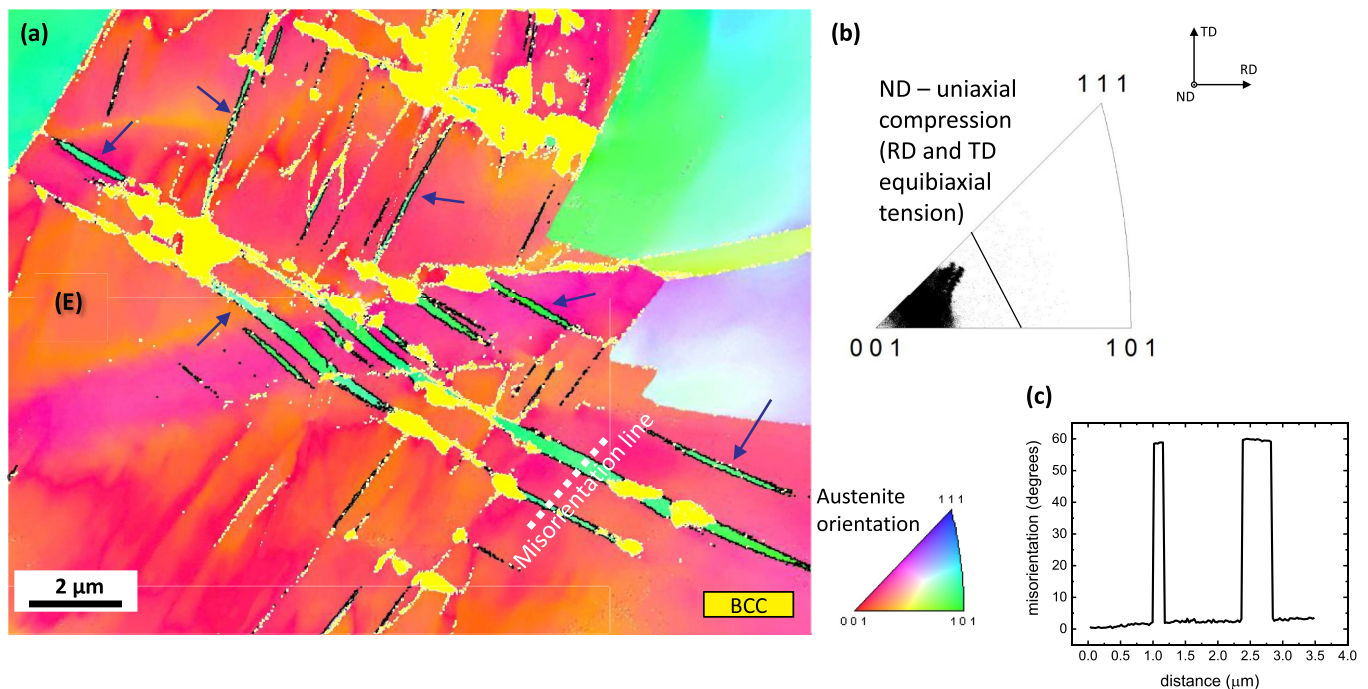 (a)
(E)
Misorientation line
2 μm
BCC
(b)
TD
RD
ND
ND – uniaxial
compression
(RD and TD
equibiaxial
tension)
1 1 1
0 0 1
1 0 1
Austenite
orientation
1 1 1
0 0 1
1 0 1
(c)
misorientation (degrees)
60
50
40
30
20
10
0
0.0 0.5 1.0 1.5 2.0 2.5 3.0 3.5 4.0
distance (μm)